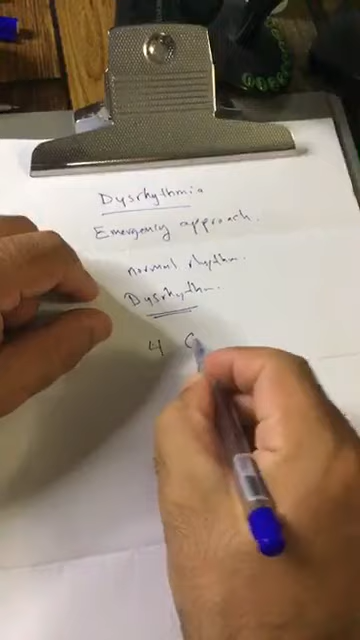 Dysrhythmia
Emergency approach.
normal rhythm.
Dysrhythm.
4